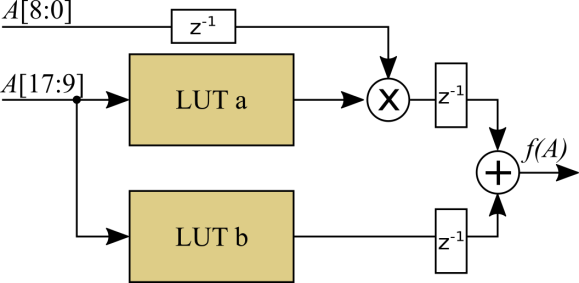 A[8:0]
z⁻¹
A[17:9]
LUT a
X
z⁻¹
f(A)
+
LUT b
z⁻¹